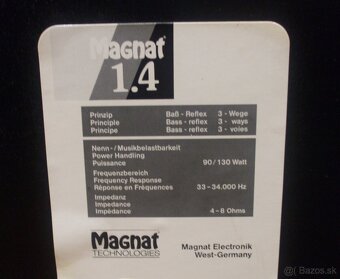 Magnat
1.4
Prinzip Baß - Reflex 3 - Wege
Principle Bass - reflex 3 - ways
Principe Bass - reflex 3 - voies
Nenn - / Musikbelastbarkeit
Power Handling
Puissance 90 / 130 Watt
Frequenzbereich
Frequency Response
Réponse en Fréquences 33 - 34.000 Hz
Impedanz
Impedance
Impédance 4 - 8 Ohms
Magnat
TECHNOLOGIES
Magnat Elektronik
West-Germany
Bazos.sk